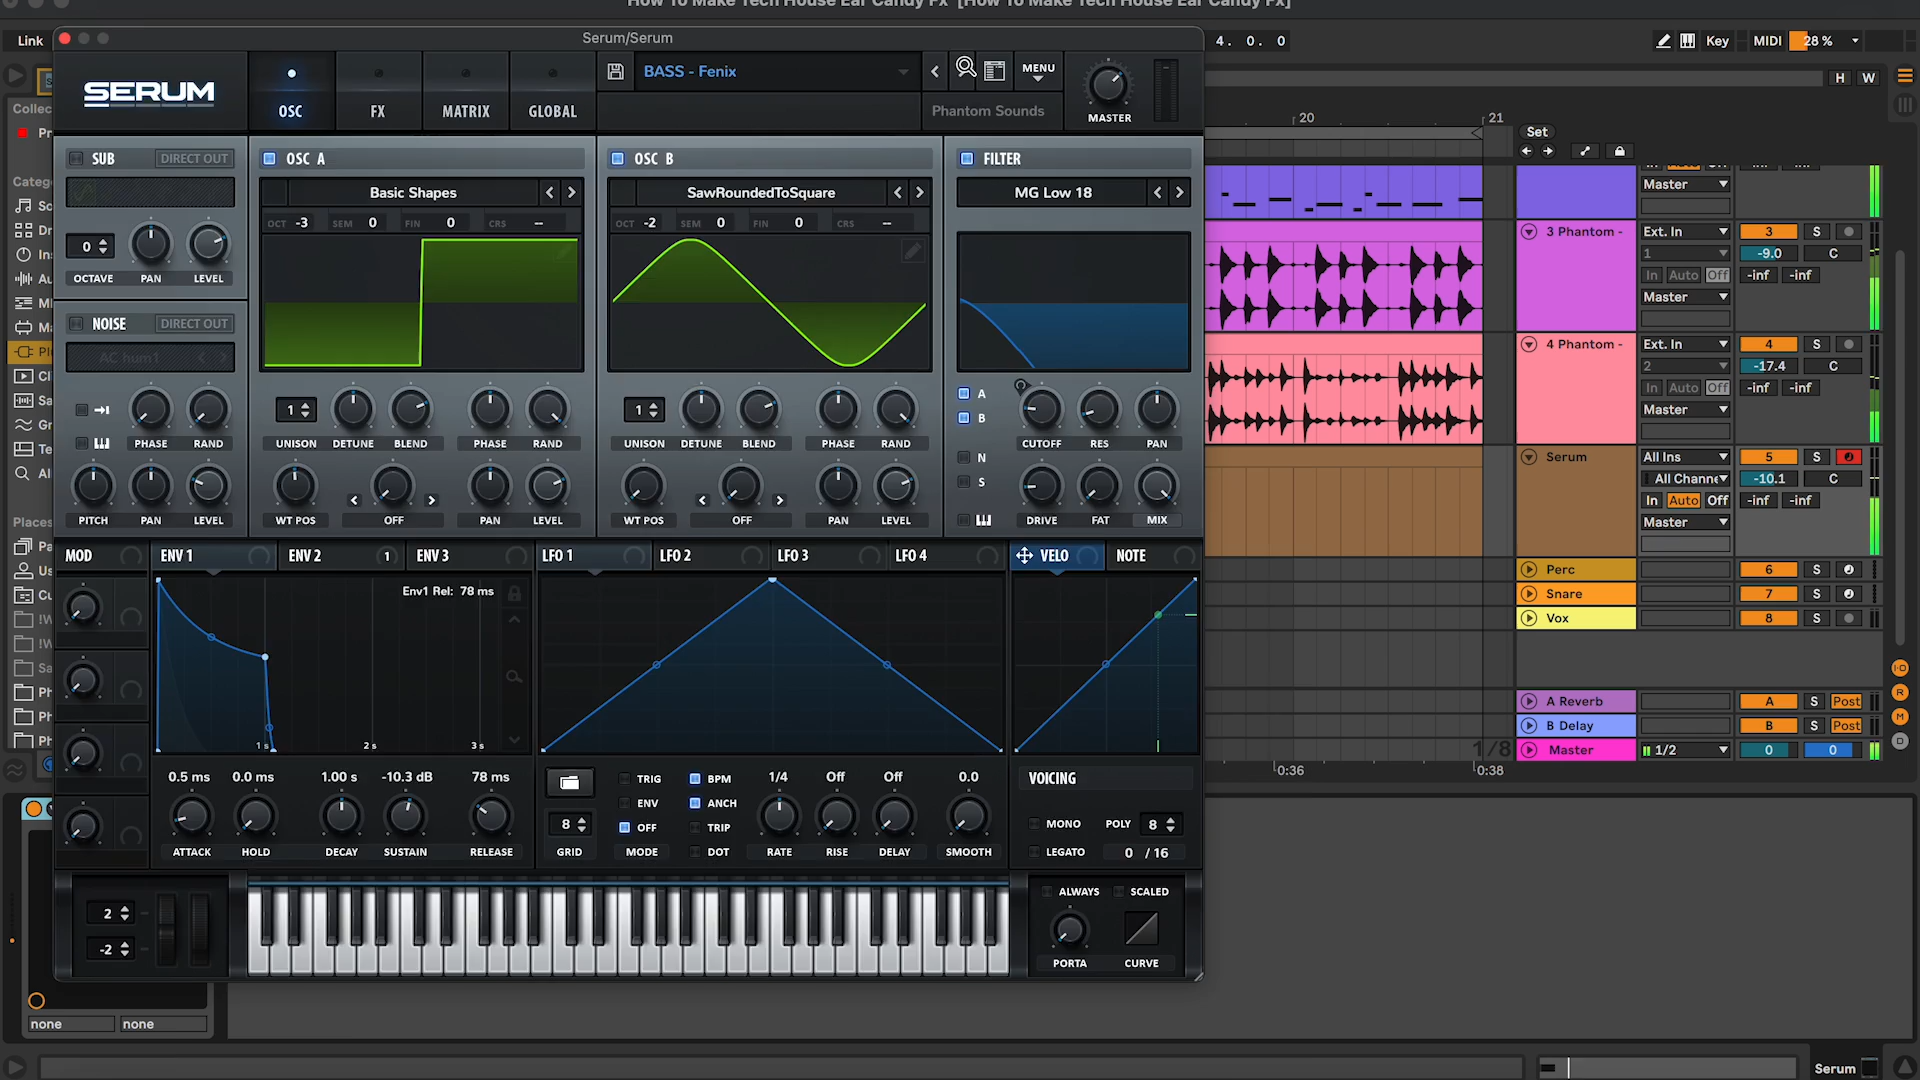 How To Make Tech House Ear Candy Fx [How To Make Tech House Ear Candy Fx]
Link
Serum/Serum
4. 0. 0
Key
MIDI
28 %
SERUM
OSC
FX
MATRIX
GLOBAL
BASS - Fenix
MENU
Phantom Sounds
MASTER
H
W
Collec
Categ
Places
20
21
Set
SUB
DIRECT OUT
OSC A
OSC B
FILTER
Basic Shapes
SawRoundedToSquare
MG Low 18
OCT -3
SEM 0
FIN 0
CRS --
OCT -2
SEM 0
FIN 0
CRS --
0
OCTAVE
PAN
LEVEL
NOISE
DIRECT OUT
AC hum1
PHASE
RAND
PITCH
PAN
LEVEL
1
UNISON
DETUNE
BLEND
PHASE
RAND
WT POS
OFF
PAN
LEVEL
1
UNISON
DETUNE
BLEND
PHASE
RAND
WT POS
OFF
PAN
LEVEL
A
B
N
S
CUTOFF
RES
PAN
DRIVE
FAT
MIX
MOD
ENV 1
ENV 2
1
ENV 3
LFO 1
LFO 2
LFO 3
LFO 4
VELO
NOTE
Env1 Rel: 78 ms
1 s
2 s
3 s
0.5 ms
0.0 ms
1.00 s
-10.3 dB
78 ms
ATTACK
HOLD
DECAY
SUSTAIN
RELEASE
8
GRID
TRIG
ENV
OFF
MODE
BPM
ANCH
TRIP
DOT
1/4
Off
Off
0.0
RATE
RISE
DELAY
SMOOTH
VOICING
MONO
POLY
8
LEGATO
0 / 16
ALWAYS
SCALED
PORTA
CURVE
2
-2
none
none
Master
3 Phantom -
Ext. In
3
S
1
-9.0
C
In
Auto
Off
-inf
-inf
Master
4 Phantom -
Ext. In
4
S
2
-17.4
C
In
Auto
Off
-inf
-inf
Master
Serum
All Ins
5
S
All Channe
-10.1
C
In
Auto
Off
-inf
-inf
Master
Perc
6
S
Snare
7
S
Vox
8
S
A Reverb
A
S
Post
B Delay
B
S
Post
1/8
Master
1/2
0
0
0:36
0:38
I·O
R
M
D
Serum